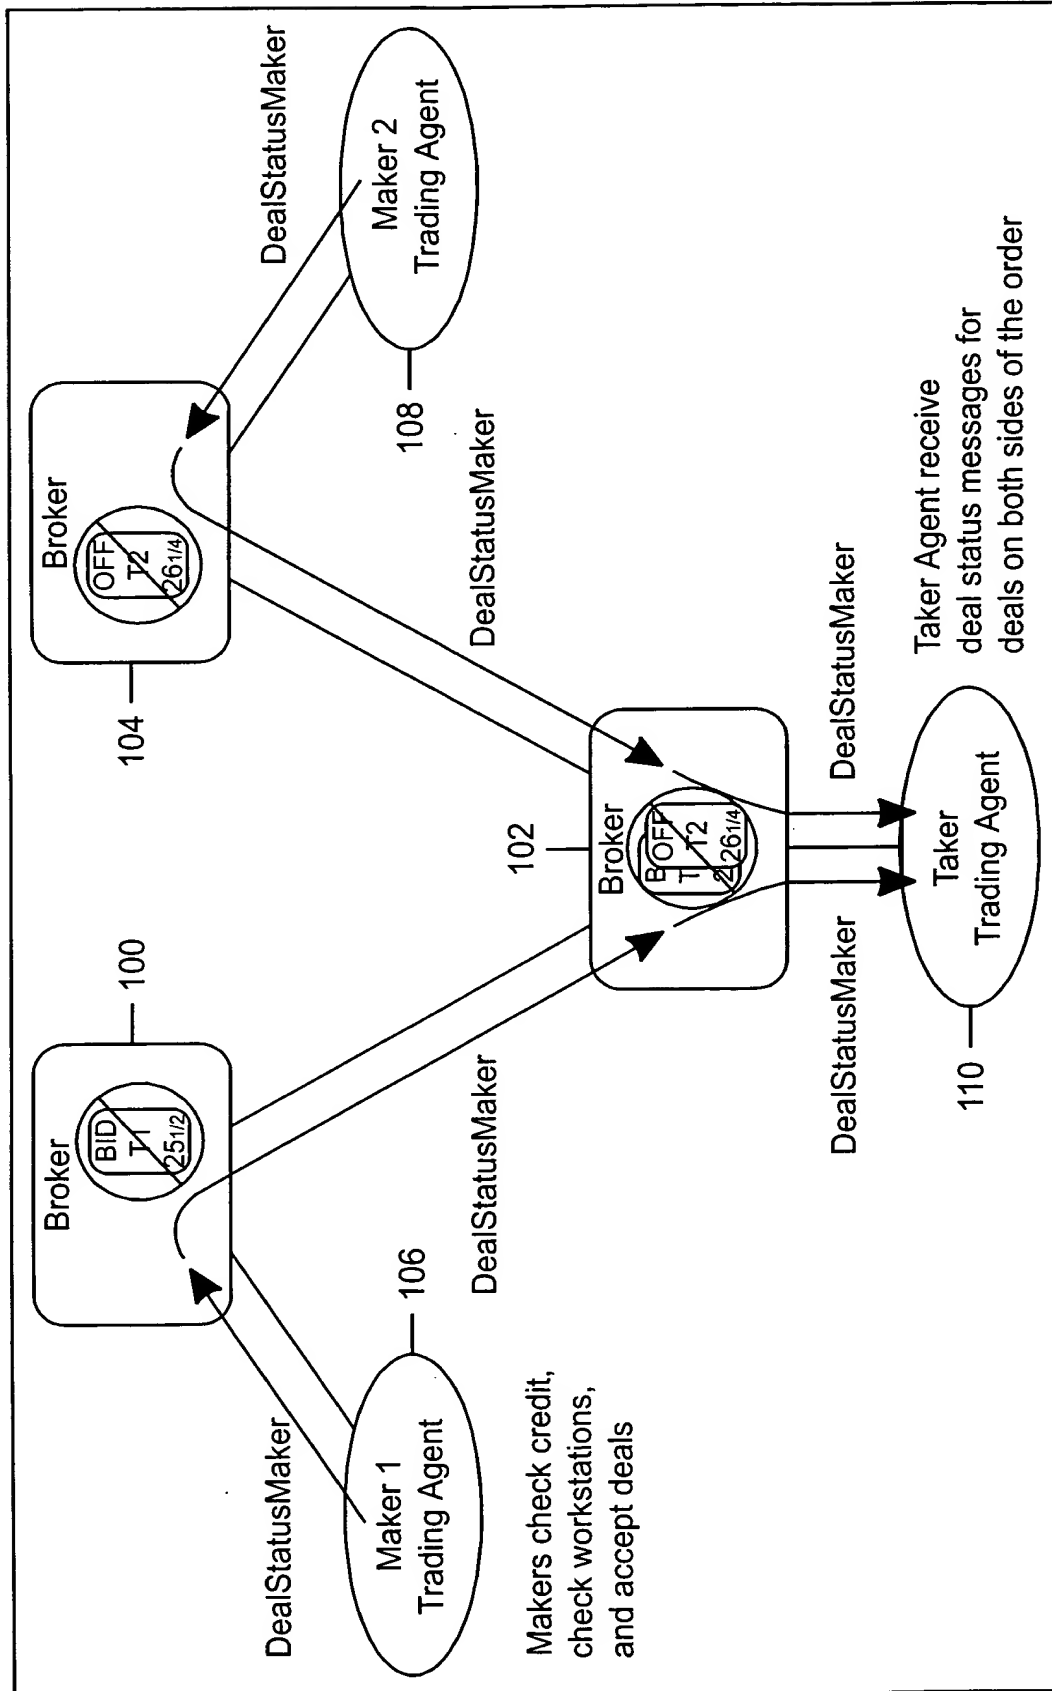 Broker
BID
T1
25 1/2
100
Broker
OFF
T2
26 1/4
104
DealStatusMaker
Maker 1
Trading Agent
106
DealStatusMaker
Maker 2
Trading Agent
108
DealStatusMaker
DealStatusMaker
Makers check credit,
check workstations,
and accept deals
102
Broker
B
T
2
OFF
T2
26 1/4
DealStatusMaker
DealStatusMaker
Taker
Trading Agent
110
Taker Agent receive
deal status messages for
deals on both sides of the order